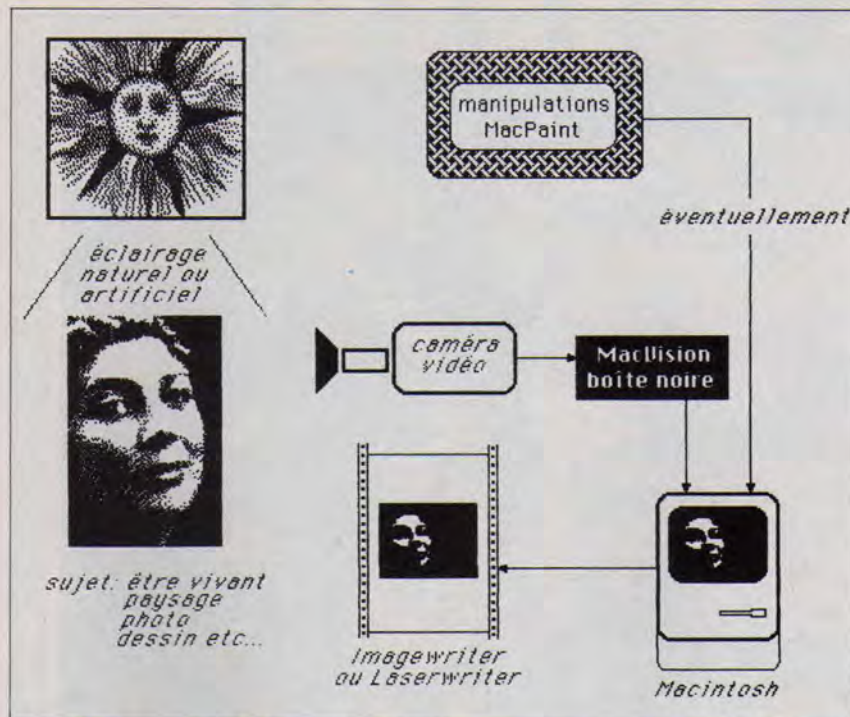 manipulations
MacPaint
éventuellement
éclairage
naturel ou
artificiel
caméra
vidéo
MacVision
boîte noire
sujet: être vivant
paysage
photo
dessin etc...
Imagewriter
ou Laserwriter
Macintosh